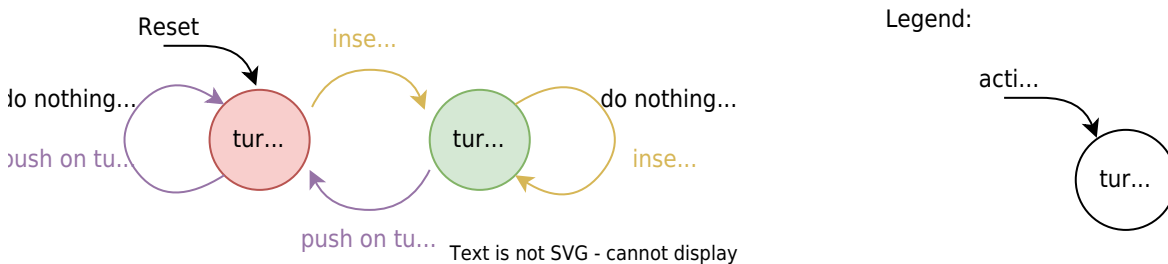 Legend:
Reset
inse...
acti...
do nothing...
do nothing...
tur...
tur...
push on tu...
inse...
tur...
push on tu...
Text is not SVG - cannot display